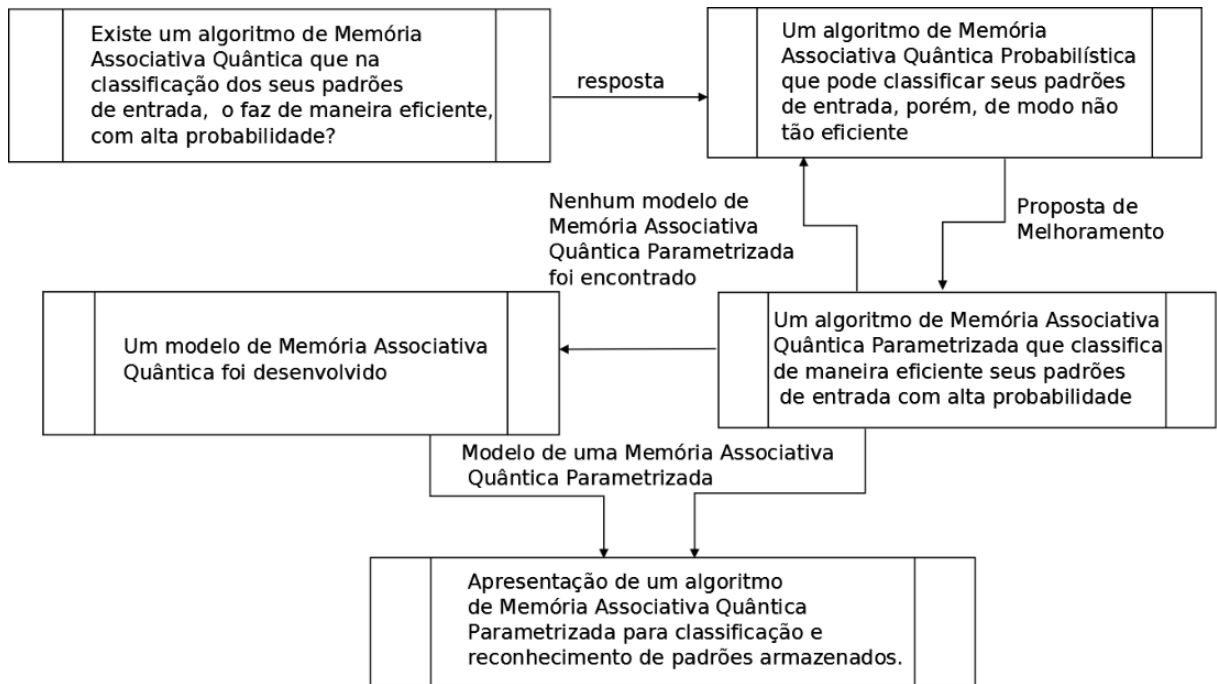 Existe um algoritmo de Memória
Associativa Quântica que na
classificação dos seus padrões
de entrada, o faz de maneira eficiente,
com alta probabilidade?
resposta
Um algoritmo de Memória
Associativa Quântica Probabilística
que pode classificar seus padrões
de entrada, porém, de modo não
tão eficiente
Nenhum modelo de
Memória Associativa
Quântica Parametrizada
foi encontrado
Proposta de
Melhoramento
Um modelo de Memória Associativa
Quântica foi desenvolvido
Um algoritmo de Memória Associativa
Quântica Parametrizada que classifica
de maneira eficiente seus padrões
de entrada com alta probabilidade
Modelo de uma Memória Associativa
Quântica Parametrizada
Apresentação de um algoritmo
de Memória Associativa Quântica
Parametrizada para classificação e
reconhecimento de padrões armazenados.